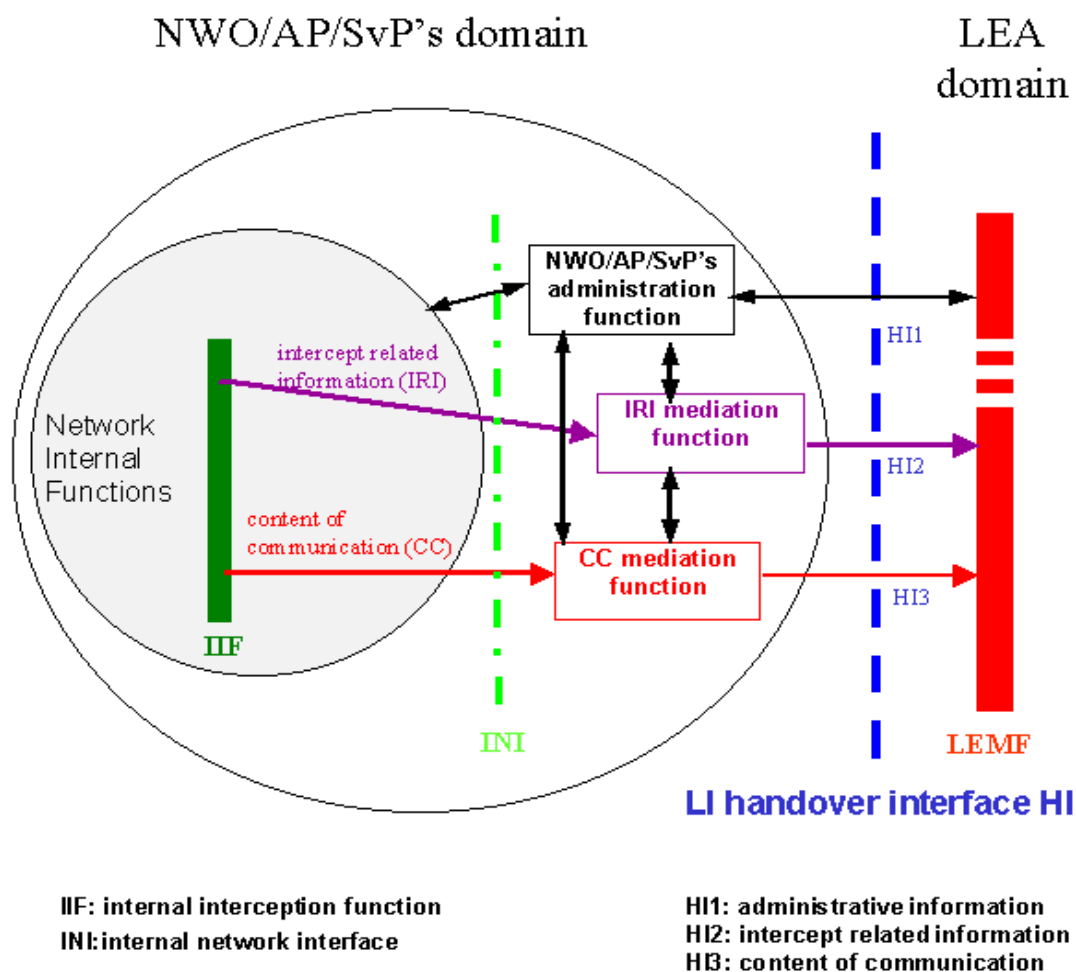 NWO/AP/SvP's domain
LEA
domain
NWO/AP/SvP's
administration
function
HI1
intercept related
information (IRI)
IRI mediation
function
Network
Internal
Functions
HI2
content of
communication (CC)
CC mediation
function
HI3
IIF
INI
LEMF
LI handover interface HI
IIF: internal interception function
INI:internal network interface
HI1: administrative information
HI2: intercept related information
HI3: content of communication